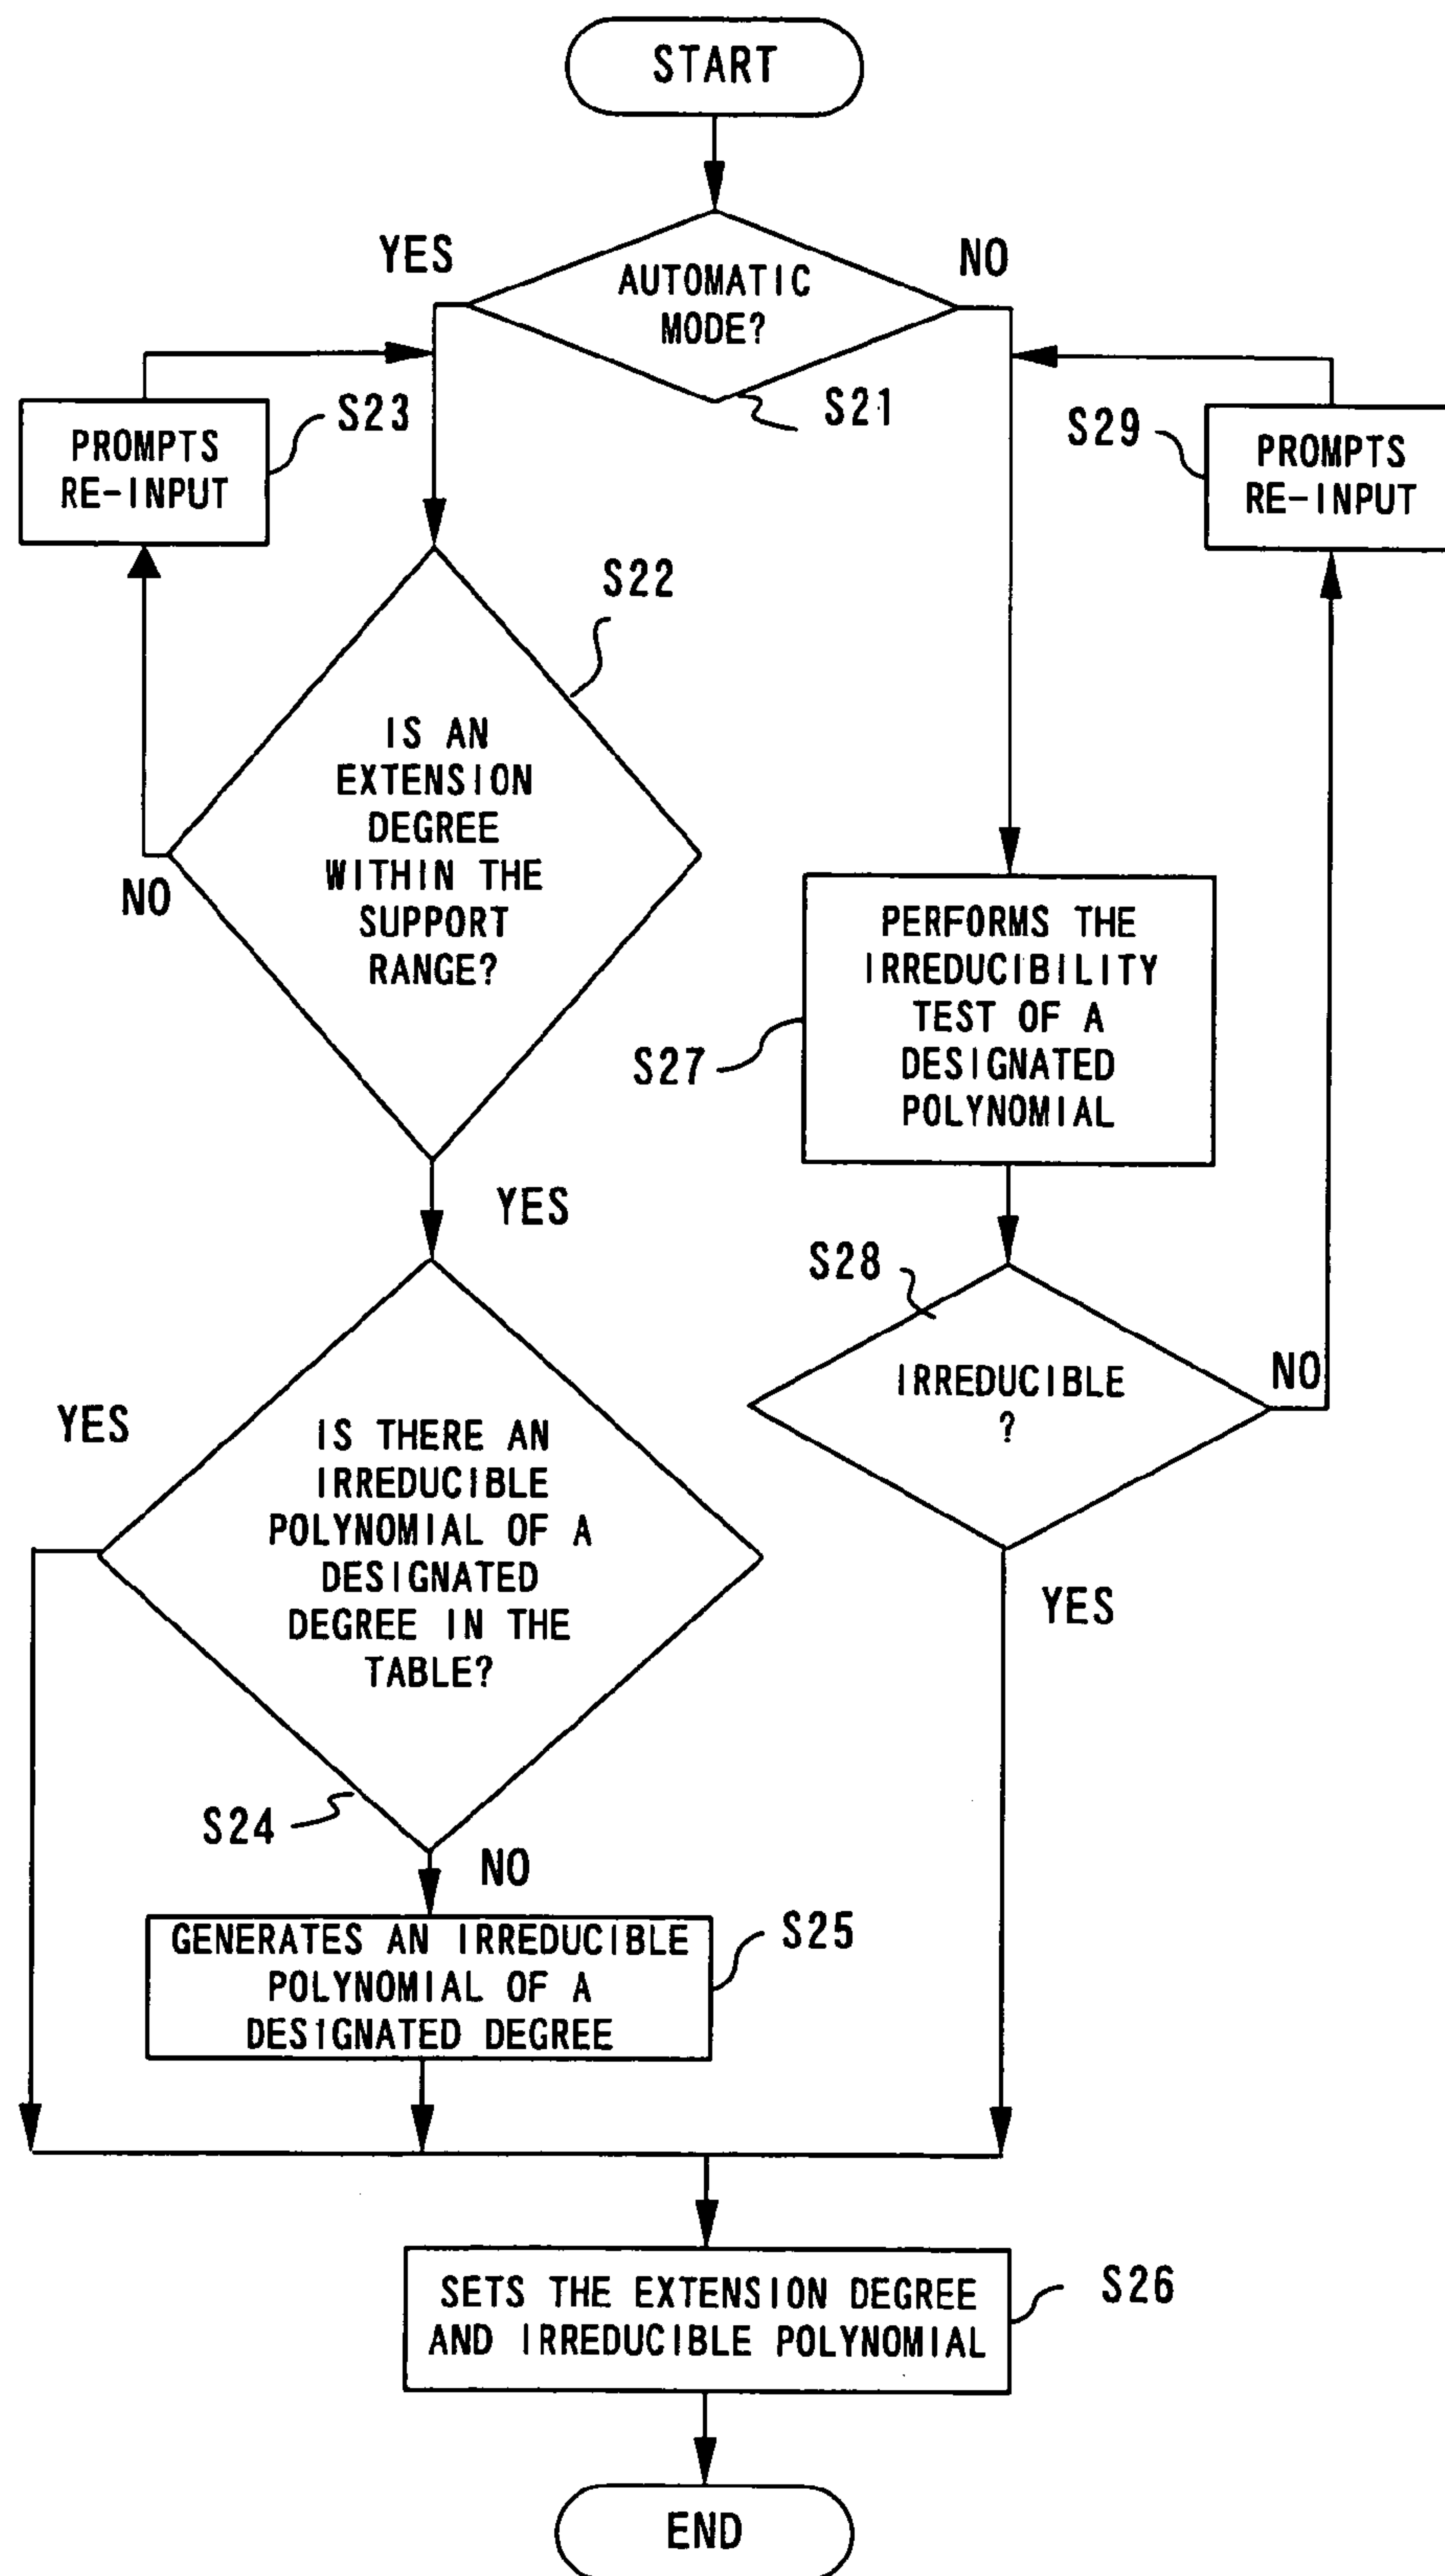 START
YES
NO
AUTOMATIC
MODE?
S21
S23
PROMPTS
RE-INPUT
S29
PROMPTS
RE-INPUT
S22
IS AN
EXTENSION
DEGREE
WITHIN THE
SUPPORT
RANGE?
NO
YES
PERFORMS THE
IRREDUCIBILITY
TEST OF A
DESIGNATED
POLYNOMIAL
S27
S28
IRREDUCIBLE
?
NO
YES
YES
IS THERE AN
IRREDUCIBLE
POLYNOMIAL OF A
DESIGNATED
DEGREE IN THE
TABLE?
S24
NO
GENERATES AN IRREDUCIBLE
POLYNOMIAL OF A
DESIGNATED DEGREE
S25
SETS THE EXTENSION DEGREE
AND IRREDUCIBLE POLYNOMIAL
S26
END